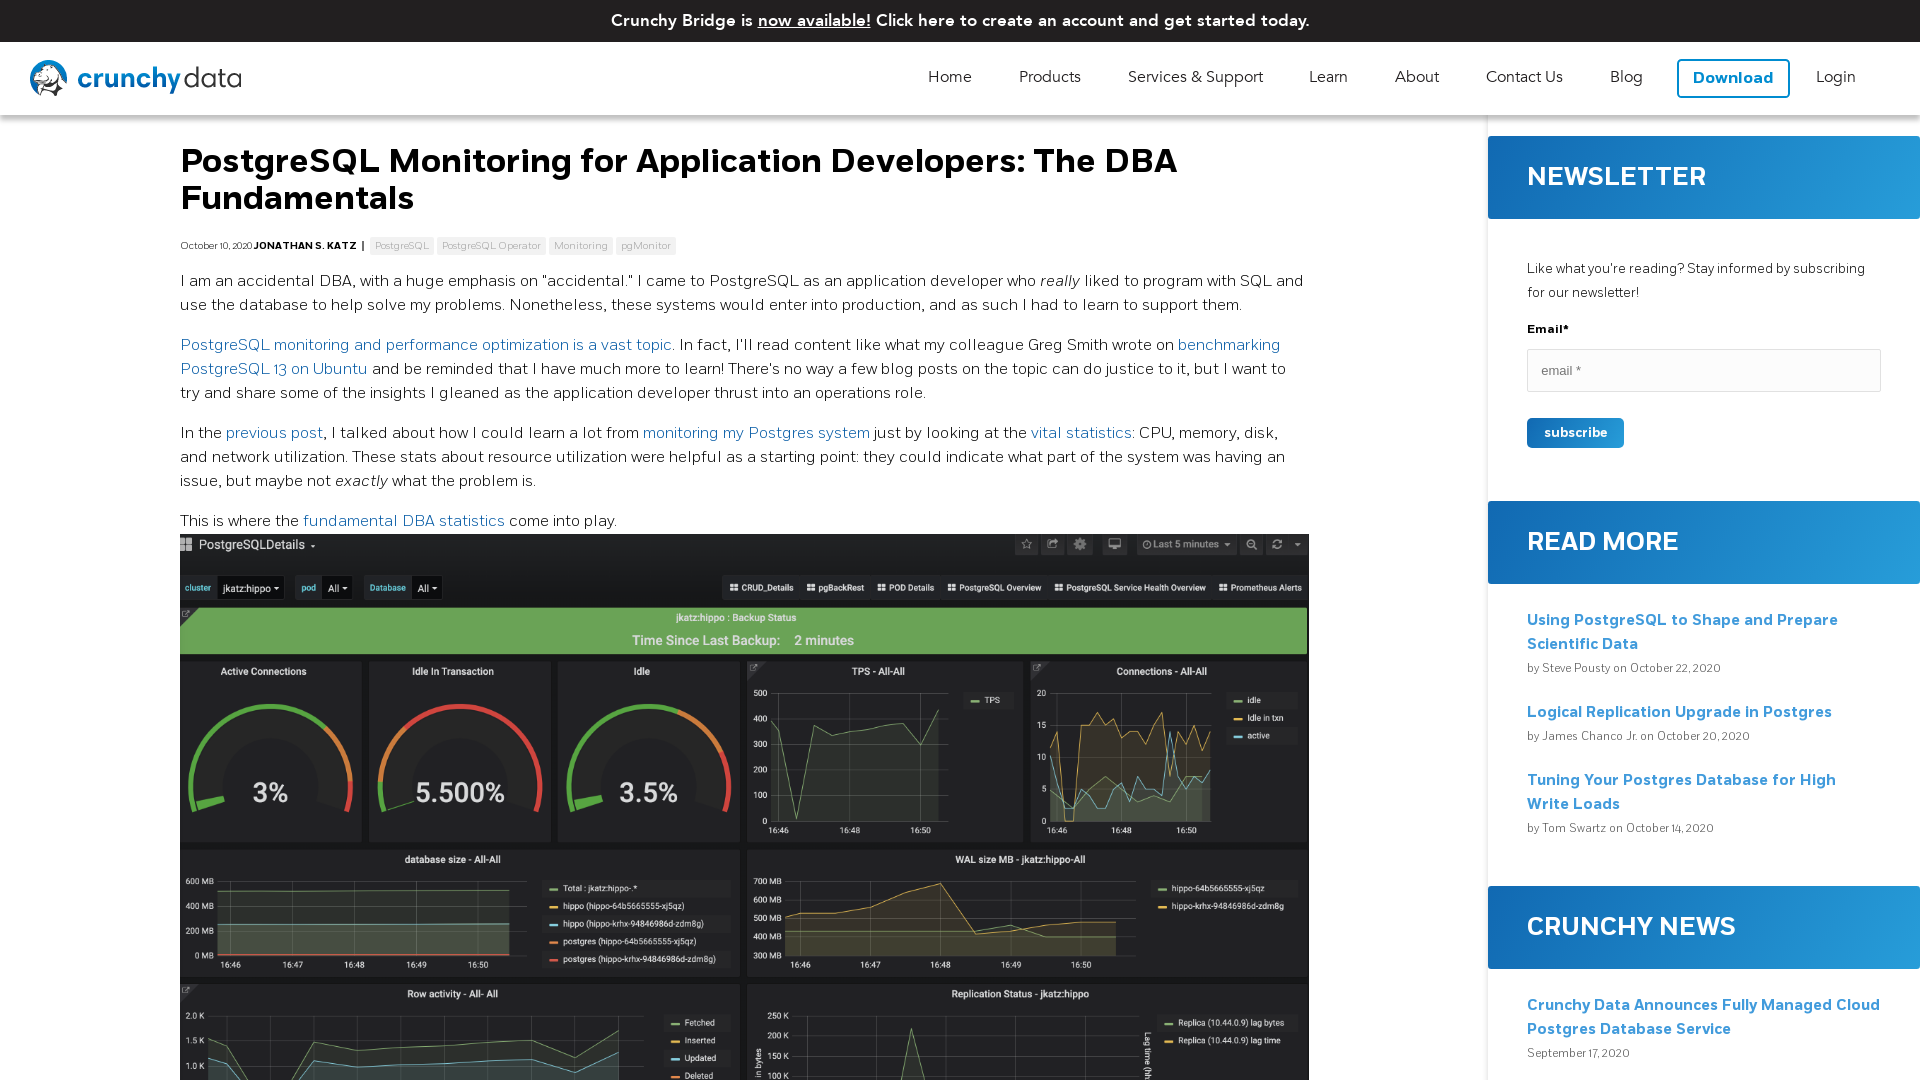 Crunchy Bridge is now available! Click here to create an account and get started today.
crunchy data
Home
Products
Services & Support
Learn
About
Contact Us
Blog
Download
Login
PostgreSQL Monitoring for Application Developers: The DBA
Fundamentals
October 10, 2020 JONATHAN S. KATZ | PostgreSQL PostgreSQL Operator Monitoring pgMonitor
I am an accidental DBA, with a huge emphasis on "accidental." I came to PostgreSQL as an application developer who really liked to program with SQL and
use the database to help solve my problems. Nonetheless, these systems would enter into production, and as such I had to learn to support them.
PostgreSQL monitoring and performance optimization is a vast topic. In fact, I'll read content like what my colleague Greg Smith wrote on benchmarking
PostgreSQL 13 on Ubuntu and be reminded that I have much more to learn! There's no way a few blog posts on the topic can do justice to it, but I want to
try and share some of the insights I gleaned as the application developer thrust into an operations role.
In the previous post, I talked about how I could learn a lot from monitoring my Postgres system just by looking at the vital statistics: CPU, memory, disk,
and network utilization. These stats about resource utilization were helpful as a starting point: they could indicate what part of the system was having an
issue, but maybe not exactly what the problem is.
This is where the fundamental DBA statistics come into play.
PostgreSQLDetails
Last 5 minutes
cluster jkatz:hippo pod All Database All
CRUD_Details pgBackRest POD Details PostgreSQL Overview PostgreSQL Service Health Overview Prometheus Alerts
jkatz:hippo : Backup Status
Time Since Last Backup: 2 minutes
Active Connections
3%
Idle In Transaction
5.500%
Idle
3.5%
TPS - All-All
500
400
300
200
100
0
16:46 16:48 16:50
TPS
Connections - All-All
20
15
10
5
0
16:46 16:48 16:50
idle
Idle in txn
active
database size - All-All
600 MB
400 MB
200 MB
0 MB
16:46 16:47 16:48 16:49 16:50
Total : jkatz:hippo-.*
hippo (hippo-64b5665555-xj5qz)
hippo (hippo-krhx-94846986d-zdm8g)
postgres (hippo-64b5665555-xj5qz)
postgres (hippo-krhx-94846986d-zdm8g)
WAL size MB - jkatz:hippo-All
700 MB
600 MB
500 MB
400 MB
300 MB
16:46 16:47 16:48 16:49 16:50
hippo-64b5665555-xj5qz
hippo-krhx-94846986d-zdm8g
Row activity - All- All
2.0 K
1.5 K
1.0 K
Fetched
Inserted
Updated
Deleted
Replication Status - jkatz:hippo
250 K
200 K
150 K
100 K
in bytes
Lag time (hh
Replica (10.44.0.9) lag bytes
Replica (10.44.0.9) lag time
NEWSLETTER
Like what you're reading? Stay informed by subscribing
for our newsletter!
Email*
email *
subscribe
READ MORE
Using PostgreSQL to Shape and Prepare
Scientific Data
by Steve Pousty on October 22, 2020
Logical Replication Upgrade in Postgres
by James Chanco Jr. on October 20, 2020
Tuning Your Postgres Database for High
Write Loads
by Tom Swartz on October 14, 2020
CRUNCHY NEWS
Crunchy Data Announces Fully Managed Cloud
Postgres Database Service
September 17, 2020